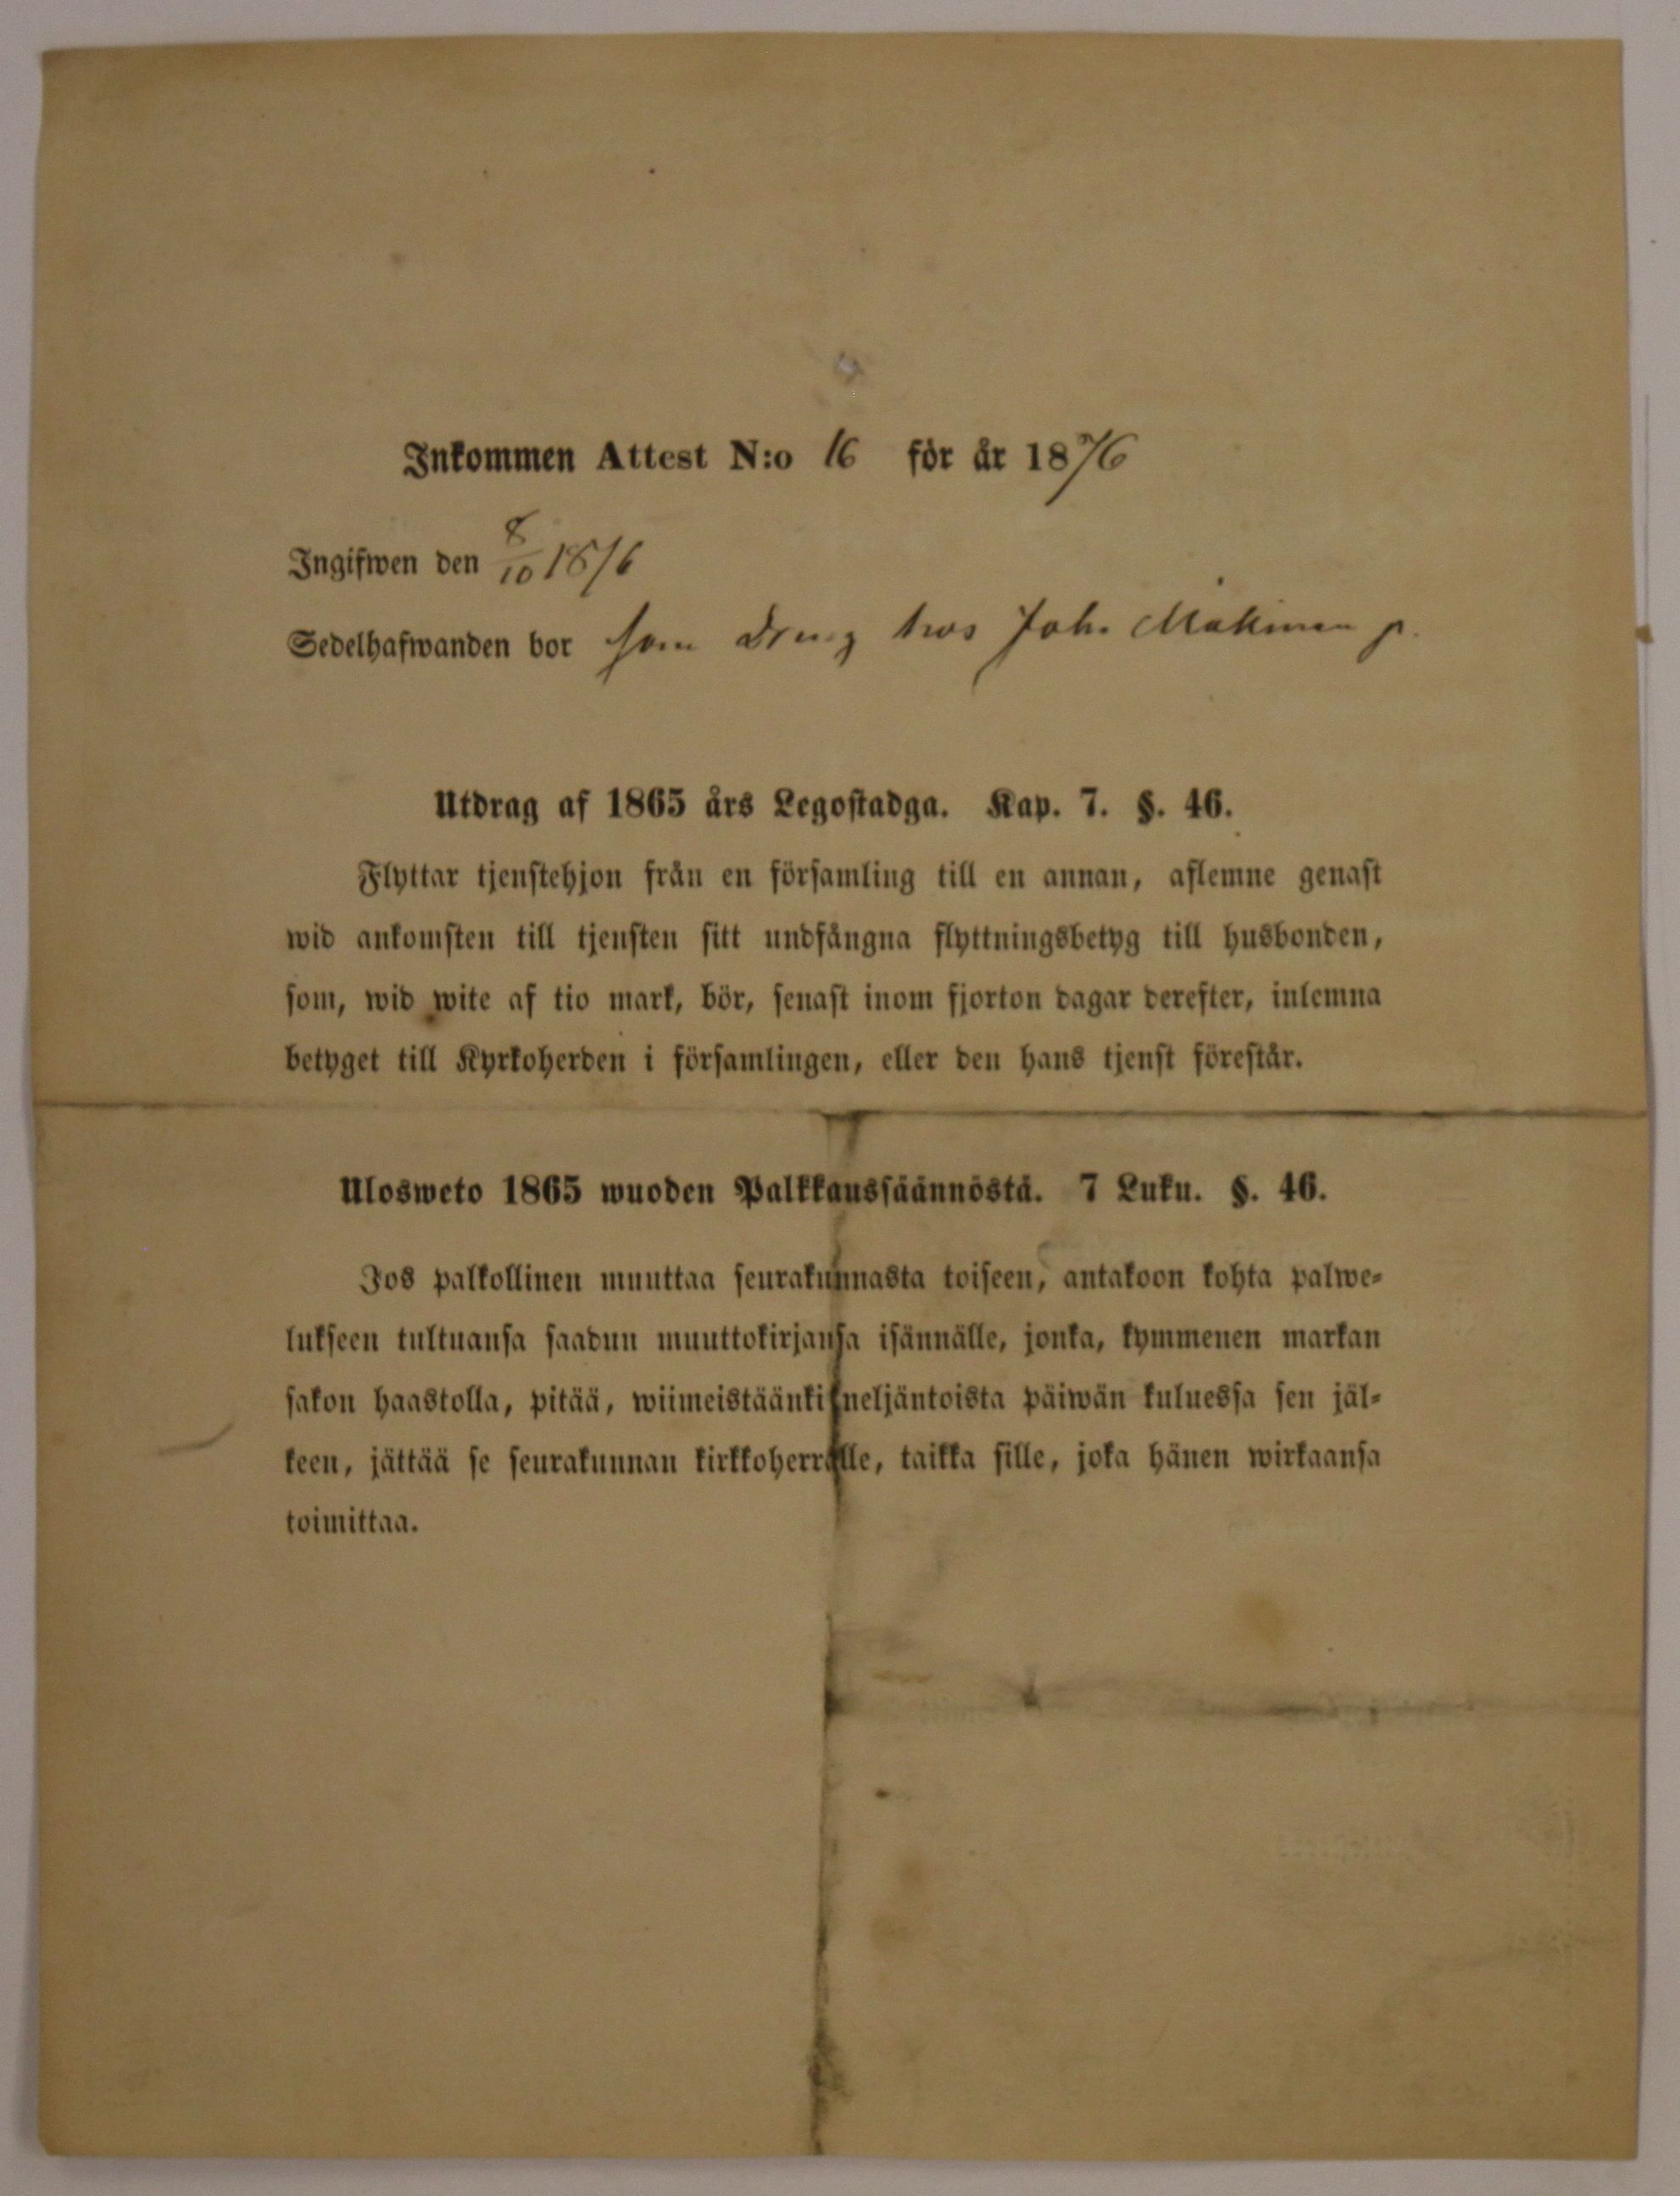 Inkommen Attest N:o 16 för år 1876
Ingifwen den 8/10 1876
Sedelhafwanden bor som Dreng hos Joh. Mäkinen
Utdrag af 1865 års Legostadga. Kap. 7. §. 46.
Flyttar tjenstehjon från en församling till en annan, aflemne genast
wid ankomsten till tjensten sitt undfångna flyttningsbetyg till husbonden,
som, wid wite af tio mark, bör, senast inom fjorton dagar derefter, inlemna
betyget till Kyrkoherden i församlingen, eller den hans tjenst förestår.
Ulosweto 1865 wuoden Palkkaussäännöstä. 7 Luku. §. 46.
Jos palkollinen muuttaa seurakunnasta toiseen, antakoon kohta palwe-
lukseen tultuansa saadun muuttokirjansa isännälle, jonka, kymmenen markan
sakon haastolla, pitää, wiimeistäänki neljäntoista päiwän kuluessa sen jäl-
keen, jättää se seurakunnan kirkkoherralle, taikka sille, joka hänen wirkaansa
toimittaa.